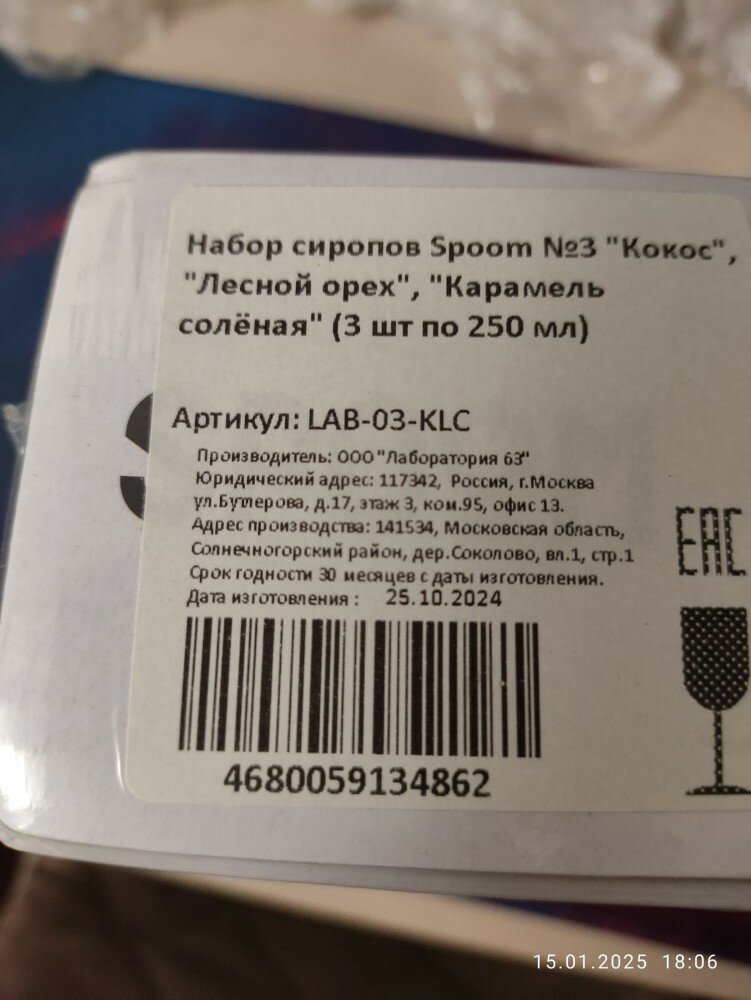 Набор сиропов Spoom №3 "Кокос",
"Лесной орех", "Карамель
солёная" (3 шт по 250 мл)
Артикул: LAB-03-KLC
Производитель: ООО "Лаборатория 63"
Юридический адрес: 117342, Россия, г.Москва
ул.Бутлерова, д.17, этаж 3, ком.95, офис 13.
Адрес производства: 141534, Московская область,
Солнечногорский район, дер.Соколово, вл.1, стр.1
Срок годности 30 месяцев с даты изготовления.
Дата изготовления : 25.10.2024
EAC
4680059134862
15.01.2025 18:06